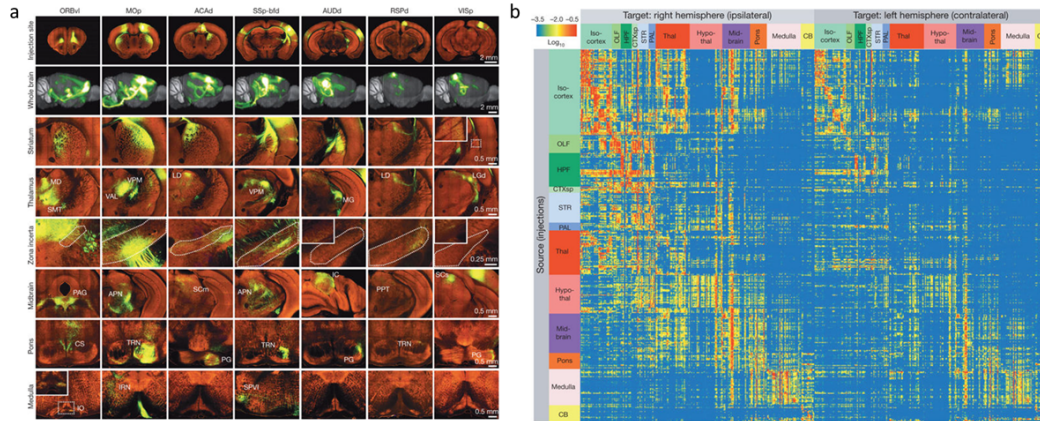 a
ORBvl MOp ACAd SSp-bfd AUDd RSPd VISp
Injection site
2 mm
Whole brain
2 mm
Striatum
0.5 mm
Thalamus
MD SMT VAL VPM LD VPM MG LD LGd
0.5 mm
Zona incerta
0.25 mm
Midbrain
PAG APN SCm APN IC PPT SCs
0.5 mm
Pons
CS TRN PG TRN PG TRN PG
0.5 mm
Medulla
IRN SPVI IO
0.5 mm
b
-3.5 -2.0 -0.5
Log10
Target: right hemisphere (ipsilateral) Target: left hemisphere (contralateral)
Iso-cortex OLF HPF CTXsp STR PAL Thal Hypo-thal Mid-brain Pons Medulla CB Iso-cortex OLF HPF CTXsp STR PAL Thal Hypo-thal Mid-brain Pons Medulla
Source (injections)
Iso-cortex
OLF
HPF
CTXsp
STR
PAL
Thal
Hypo-thal
Mid-brain
Pons
Medulla
CB